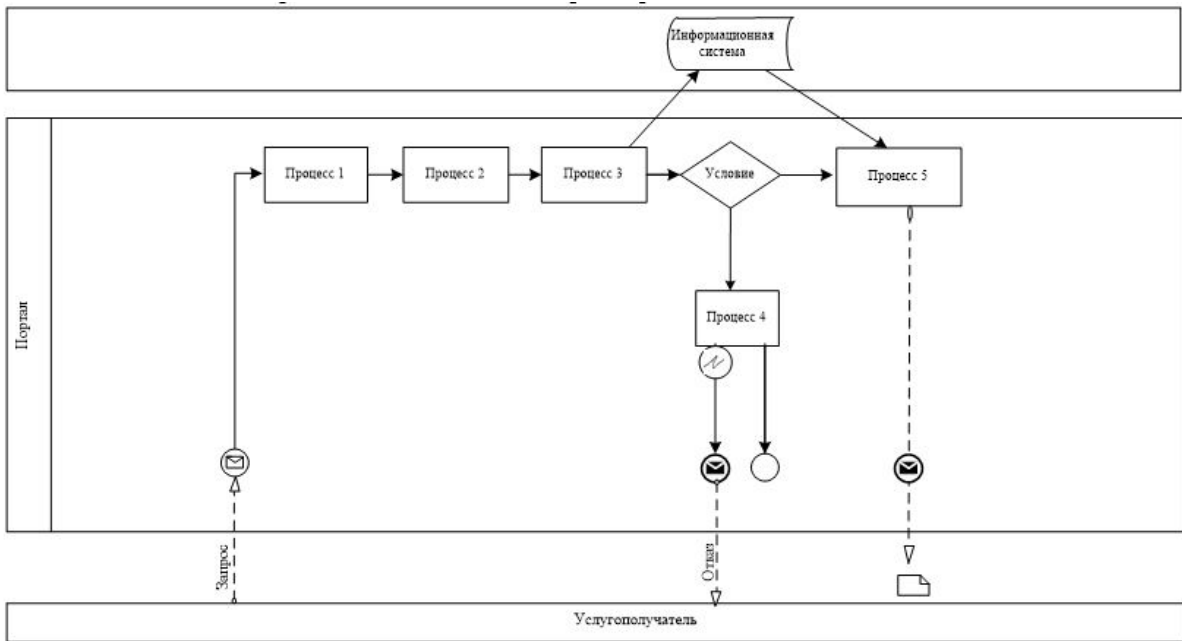 Информационная
система
Процесс 1
Процесс 2
Процесс 3
Условие
Процесс 5
Портал
Процесс 4
Запрос
Отказ
Услугополучатель